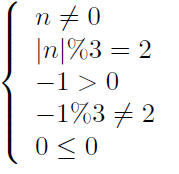 n ≠ 0
|n|%3 = 2
−1 > 0
−1%3 ≠ 2
0 ≤ 0